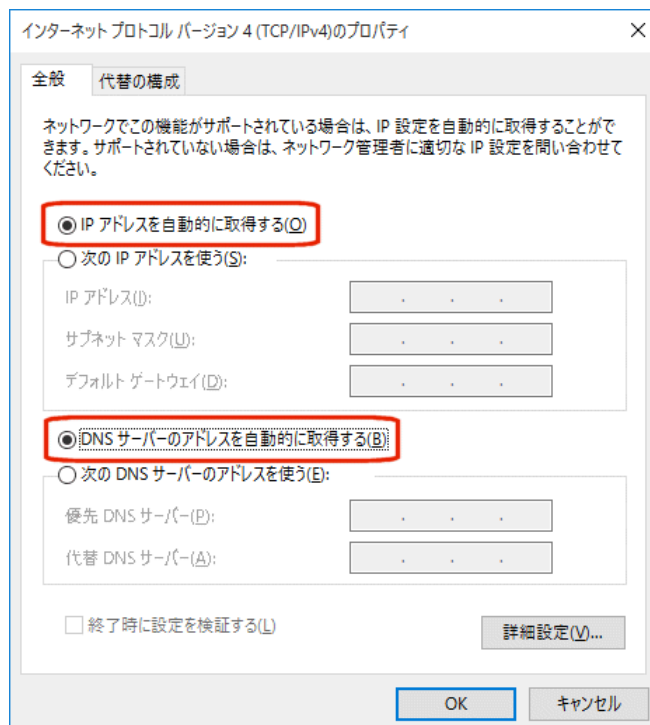 インターネット プロトコル バージョン 4 (TCP/IPv4)のプロパティ
全般
代替の構成
ネットワークでこの機能がサポートされている場合は、IP 設定を自動的に取得することがで
きます。サポートされていない場合は、ネットワーク管理者に適切な IP 設定を問い合わせて
ください。
IP アドレスを自動的に取得する(O)
次の IP アドレスを使う(S):
IP アドレス(I):
サブネット マスク(U):
デフォルト ゲートウェイ(D):
DNS サーバーのアドレスを自動的に取得する(B)
次の DNS サーバーのアドレスを使う(E):
優先 DNS サーバー(P):
代替 DNS サーバー(A):
終了時に設定を検証する(L)
詳細設定(V)...
OK
キャンセル